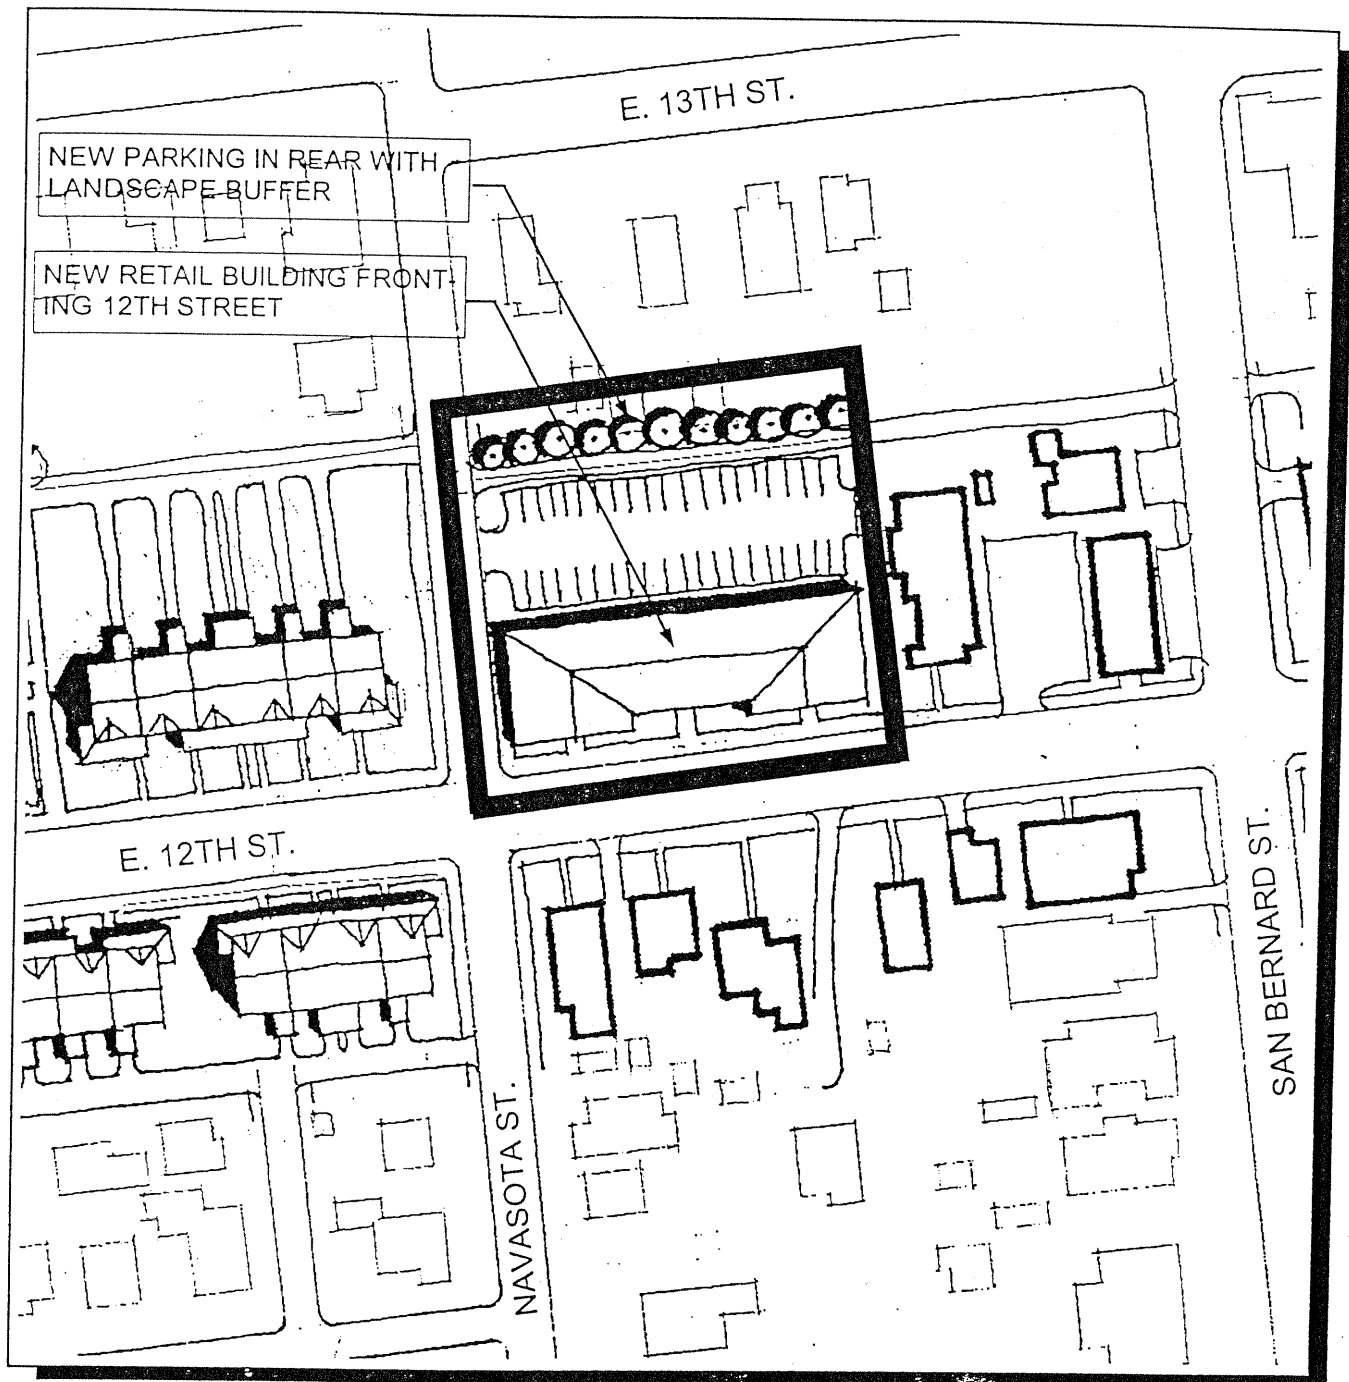 E. 13TH ST.
NEW PARKING IN REAR WITH
LANDSCAPE BUFFER
NEW RETAIL BUILDING FRONT-
ING 12TH STREET
E. 12TH ST.
NAVASOTA ST.
SAN BERNARD ST.